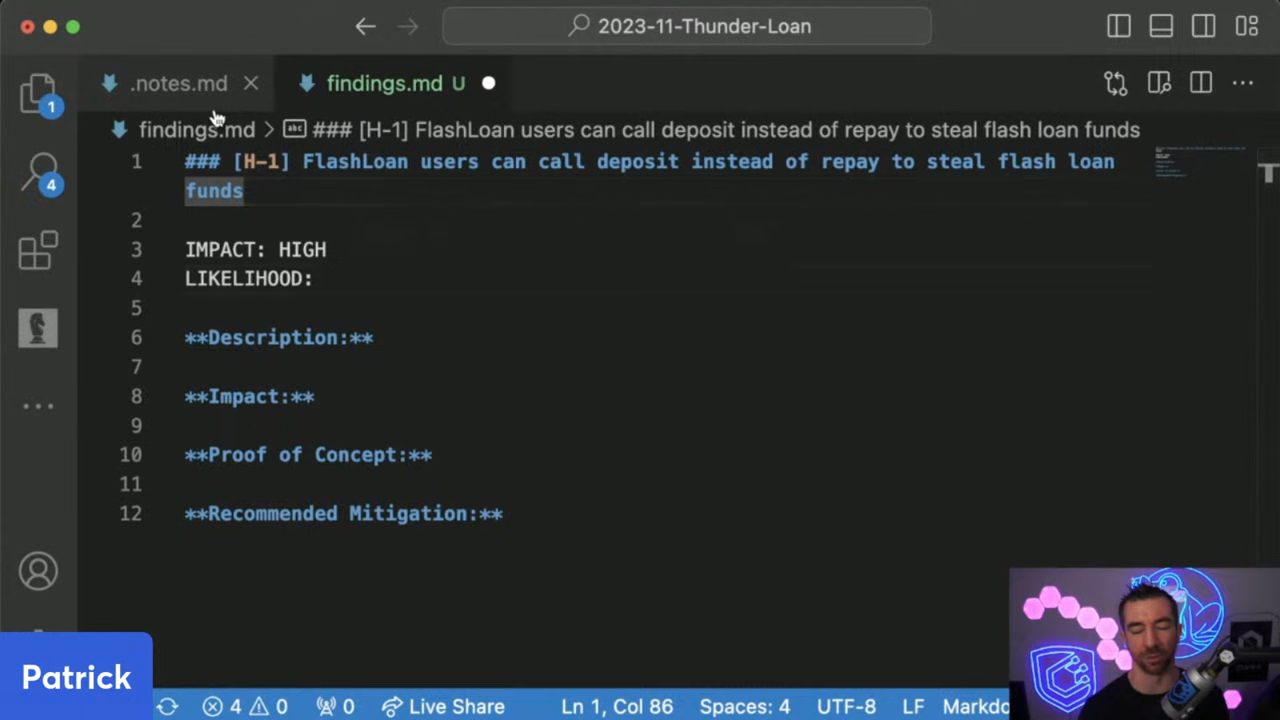 2023-11-Thunder-Loan
.notes.md
findings.md U
findings.md > ### [H-1] FlashLoan users can call deposit instead of repay to steal flash loan funds
1 ### [H-1] FlashLoan users can call deposit instead of repay to steal flash loan
funds
2
3 IMPACT: HIGH
4 LIKELIHOOD:
5
6 **Description:**
7
8 **Impact:**
9
10 **Proof of Concept:**
11
12 **Recommended Mitigation:**
1
4
Patrick
4 0 0 Live Share Ln 1, Col 86 Spaces: 4 UTF-8 LF Markdo